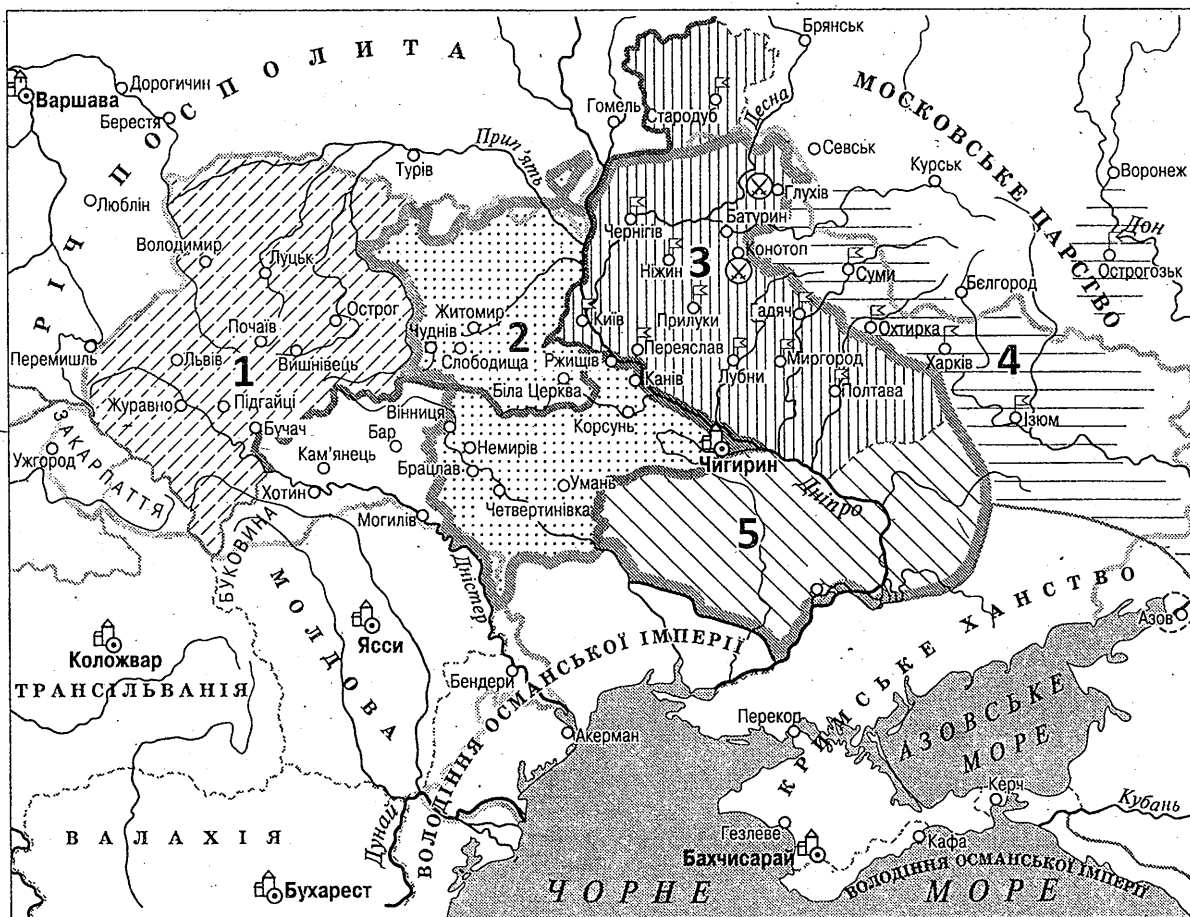 РІЧ ПОСПОЛИТА
МОСКОВСЬКЕ ЦАРСТВО
Брянськ
Варшава
Дорогичин
Берестя
Гомель
Стародуб
Десна
Прип'ять
Турів
Севськ
Курськ
Воронеж
Люблін
Глухів
Батурин
Чернігів
Дон
Володимир
Луцьк
Конотоп
Ніжин
3
Суми
Острогозьк
Бєлгород
Острог
Житомир
Київ
Прилуки
Гадяч
Охтирка
Почаїв
Чуднів
2
Перемишль
Львів
Вишнівець
Слободища
Ржищів
Переяслав
Миргород
Харків
4
1
Біла Церква
Канів
Лубни
Полтава
Журавно
Підгайці
Вінниця
Корсунь
Ізюм
ЗАКАРПАТТЯ
Бучач
Бар
Немирів
Чигирин
Ужгород
Кам'янець
Брацлав
Умань
Хотин
Четвертинівка
Дніпро
Могилів
5
БУКОВИНА
Дністер
МОЛДОВА
КРИМСЬКЕ ХАНСТВО
Азов
Коложвар
Ясси
ТРАНСІЛЬВАНІЯ
Бендери
ВОЛОДІННЯ ОСМАНСЬКОЇ ІМПЕРІЇ
Перекоп
АЗОВСЬКЕ
МОРЕ
Акерман
Керч
Кубань
ВАЛАХІЯ
Дунай
Гезлеве
Кафа
Бахчисарай
ВОЛОДІННЯ ОСМАНСЬКОЇ ІМПЕРІЇ
Бухарест
ЧОРНЕ МОРЕ